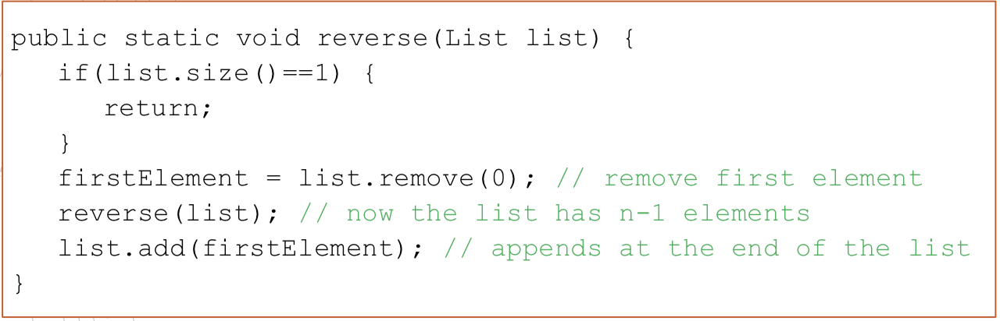 public static void reverse(List list) {
   if(list.size()==1) {
      return;
   }
   firstElement = list.remove(0); // remove first element
   reverse(list); // now the list has n-1 elements
   list.add(firstElement); // appends at the end of the list
}